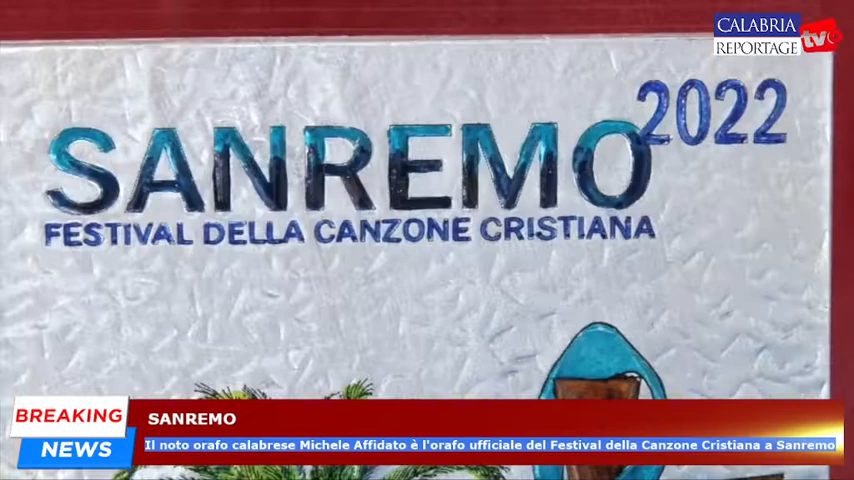 CALABRIA
REPORTAGE tv
2022
SANREMO
FESTIVAL DELLA CANZONE CRISTIANA
BREAKING
NEWS
SANREMO
Il noto orafo calabrese Michele Affidato è l'orafo ufficiale del Festival della Canzone Cristiana a Sanremo